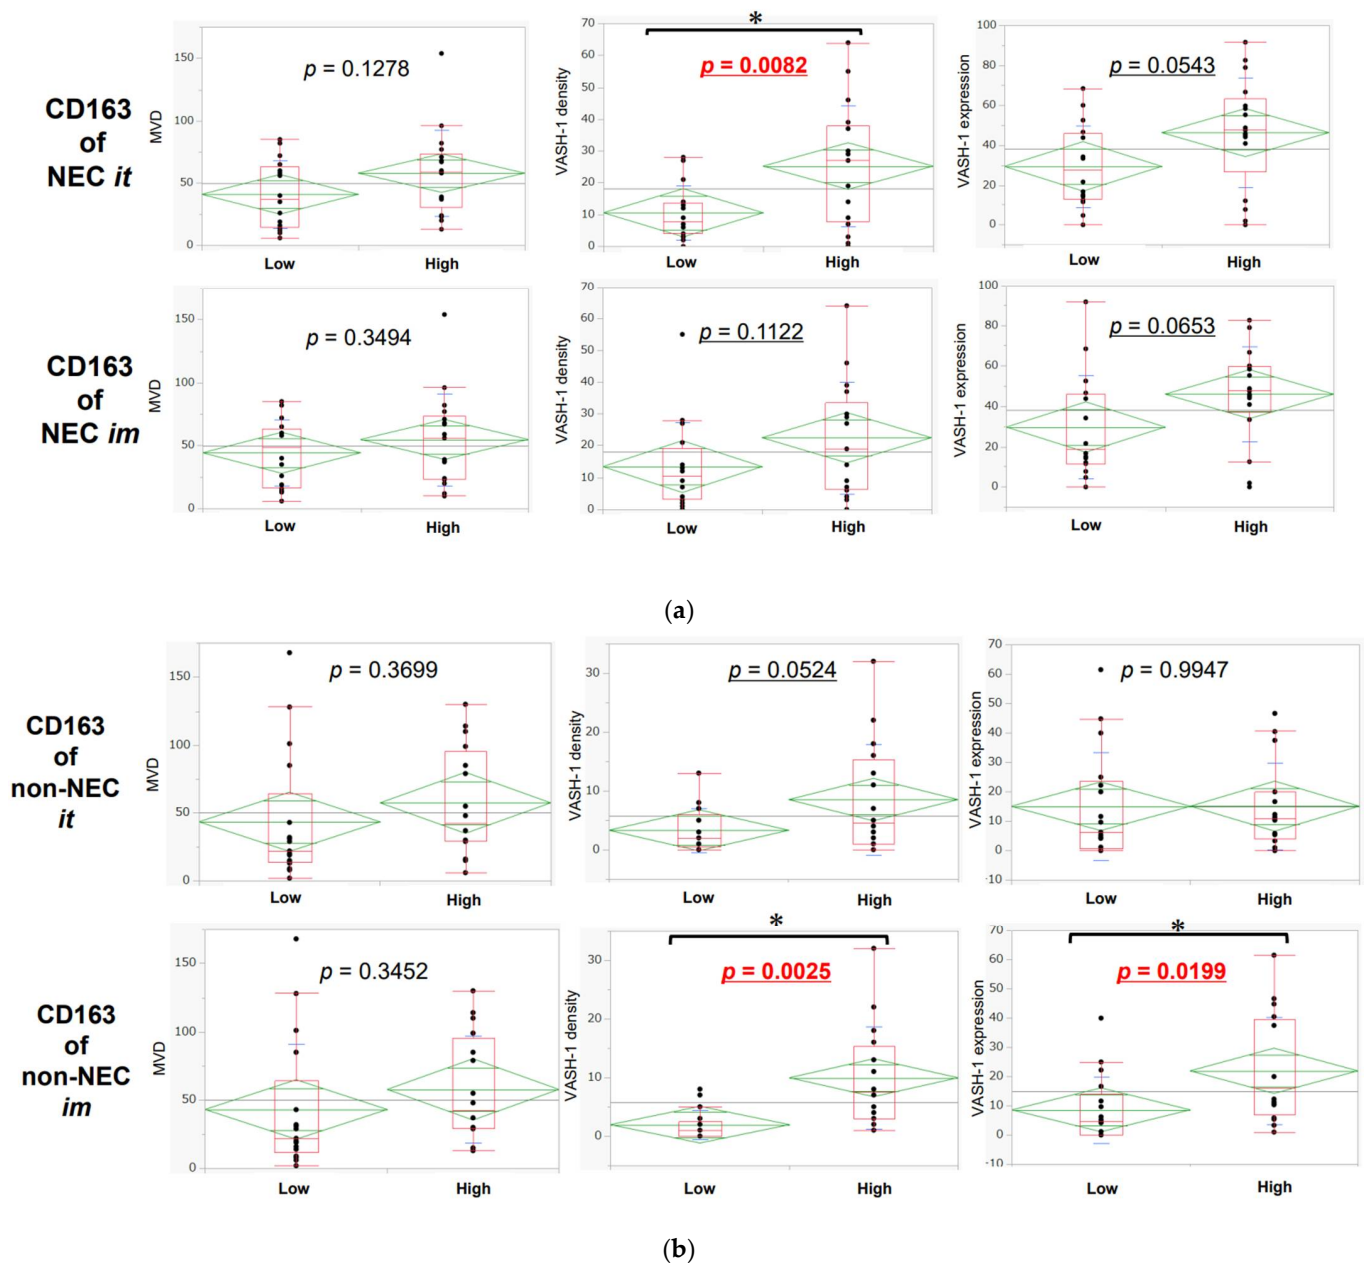 CD163
of
NEC it
MVD
150
100
50
0
p = 0.1278
Low High
*
VASH-1 density
70
60
50
40
30
20
10
0
p = 0.0082
Low High
VASH-1 expression
100
80
60
40
20
0
p = 0.0543
Low High
CD163
of
NEC im
MVD
150
100
50
0
p = 0.3494
Low High
VASH-1 density
70
60
50
40
30
20
10
0
p = 0.1122
Low High
VASH-1 expression
100
80
60
40
20
0
p = 0.0653
Low High
(a)
CD163
of
non-NEC
it
MVD
150
100
50
0
p = 0.3699
Low High
VASH-1 density
30
20
10
0
p = 0.0524
Low High
VASH-1 expression
70
60
50
40
30
20
10
0
-10
p = 0.9947
Low High
CD163
of
non-NEC
im
MVD
150
100
50
0
p = 0.3452
Low High
*
VASH-1 density
30
20
10
0
p = 0.0025
Low High
*
VASH-1 expression
70
60
50
40
30
20
10
0
-10
p = 0.0199
Low High
(b)